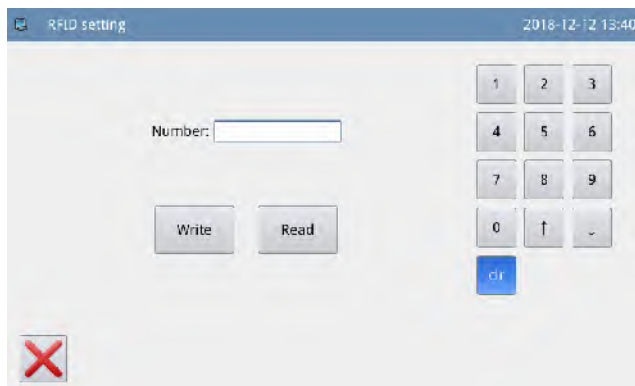 RFID setting 2018-12-12 13:40
1 2 3
Number:
4 5 6
7 8 9
Write Read
0 ↑
clr